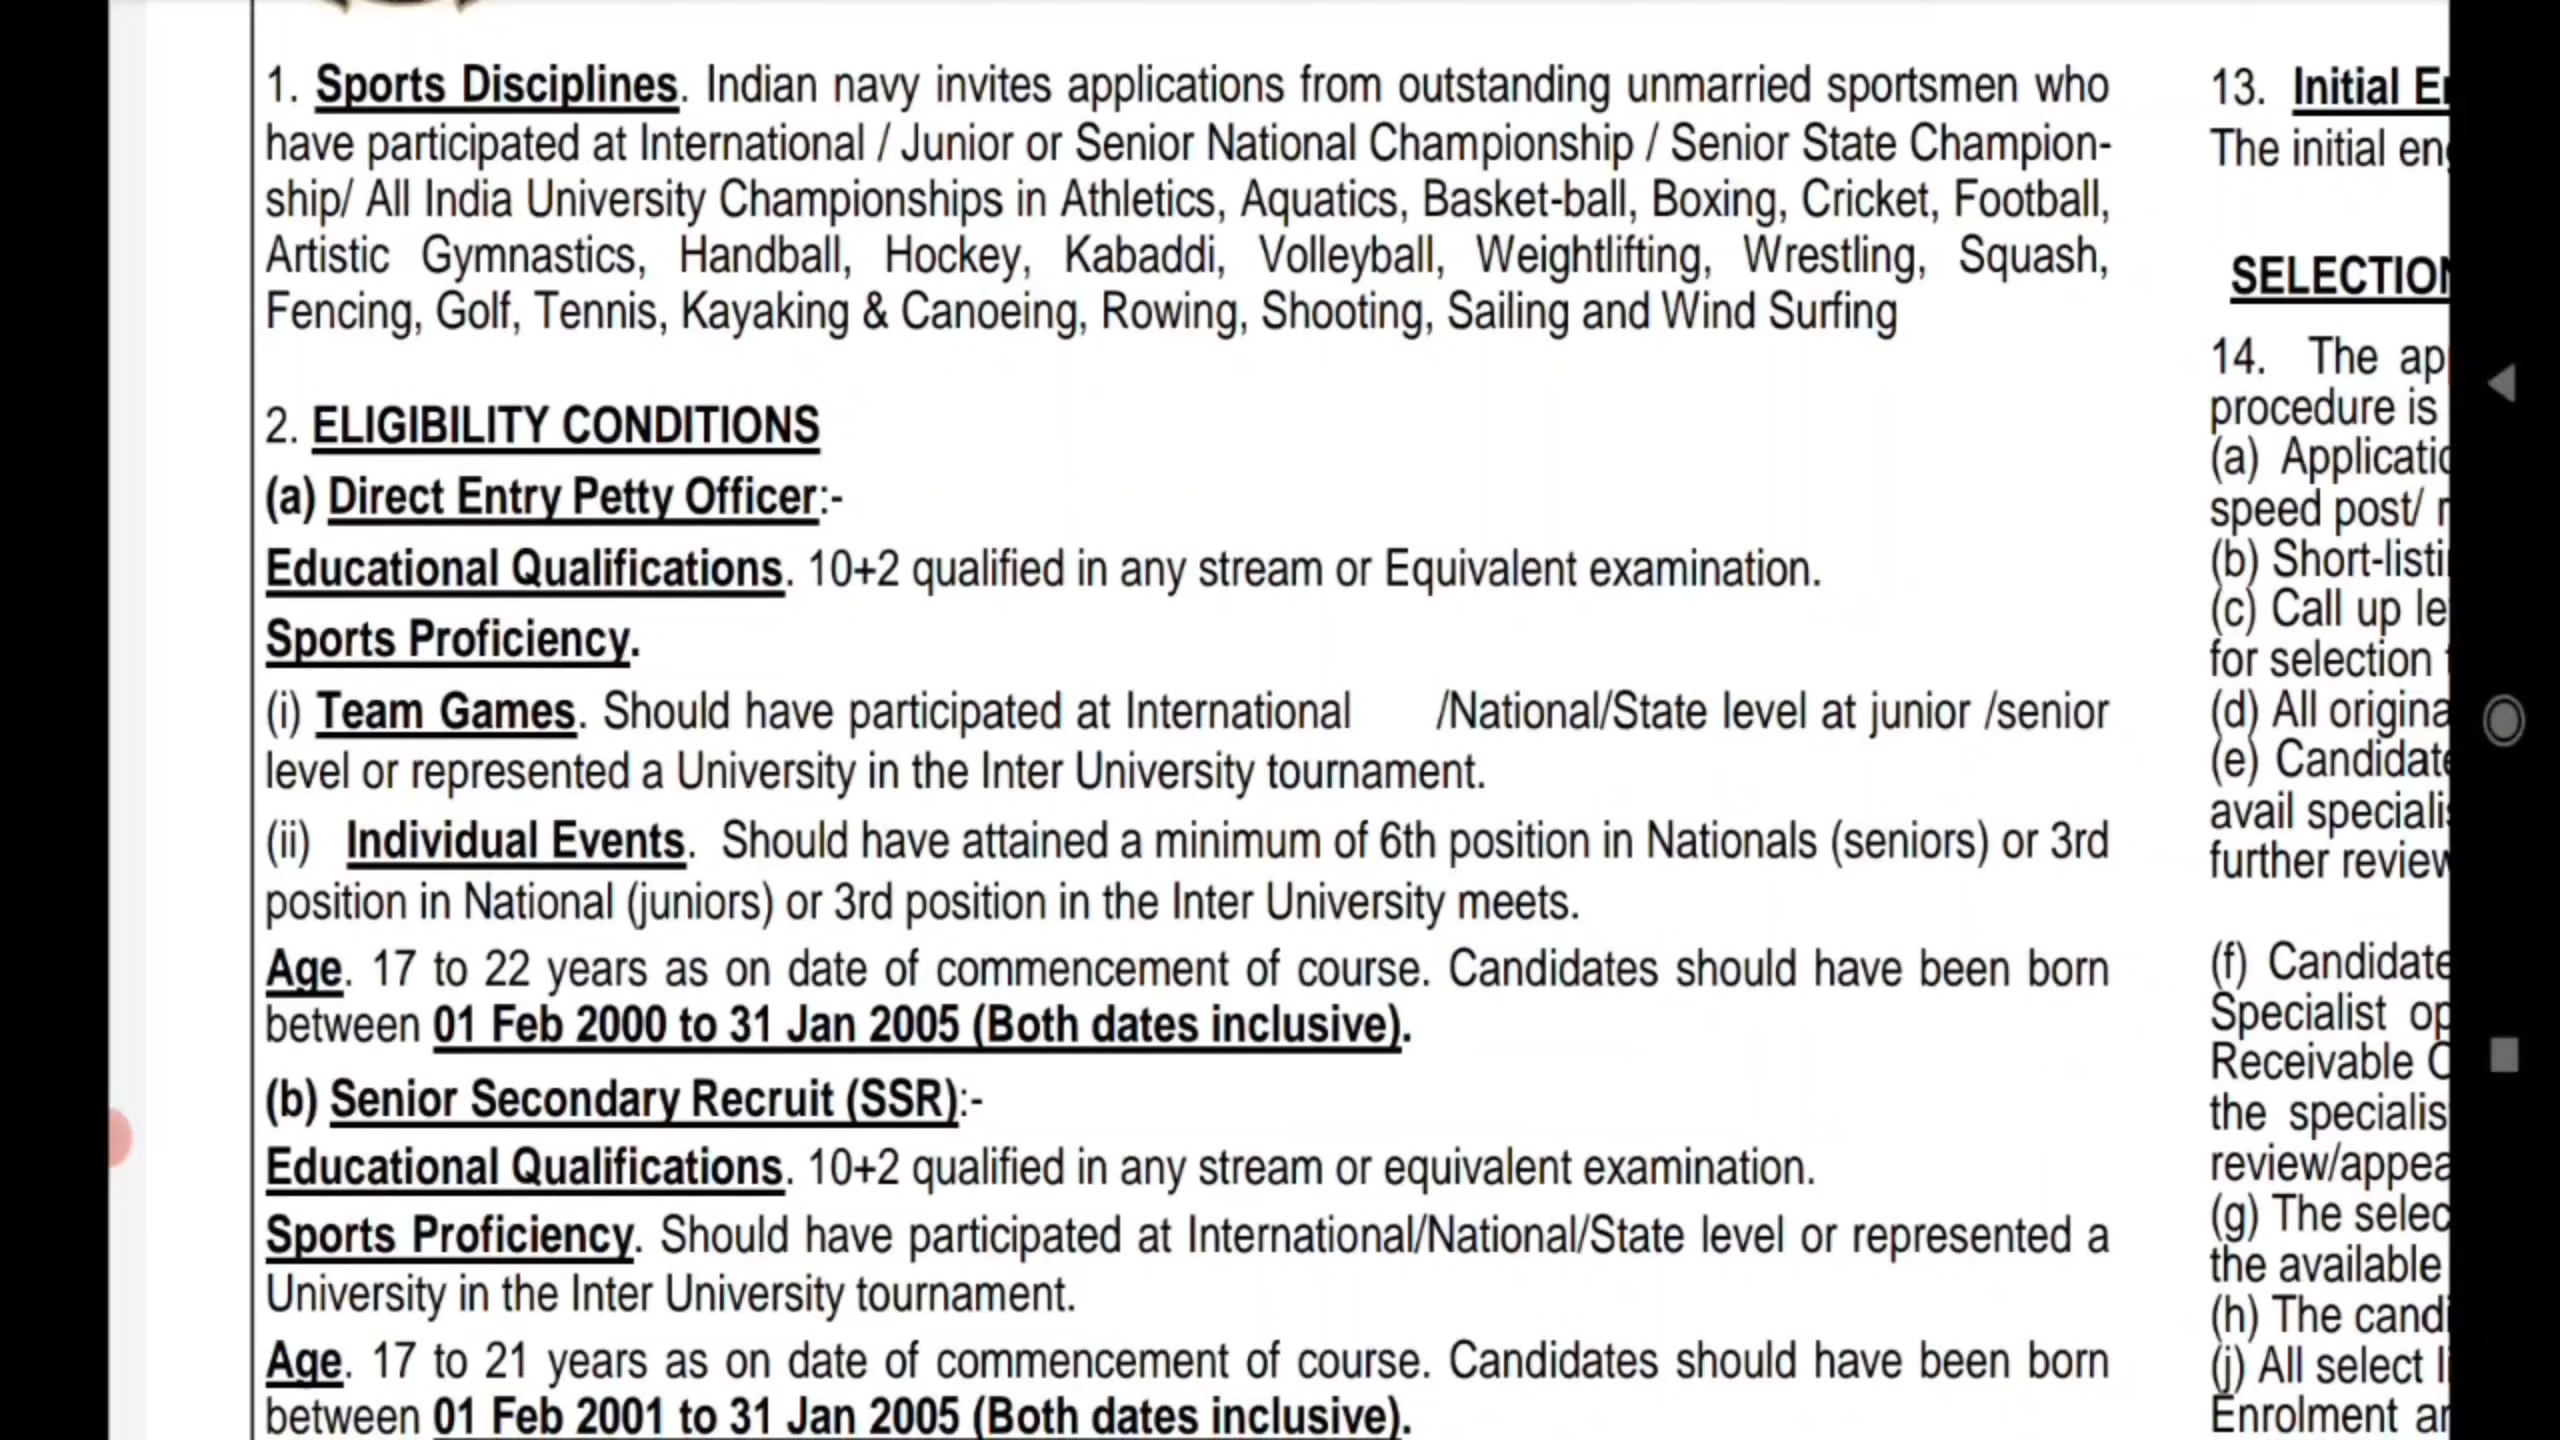 1. Sports Disciplines. Indian navy invites applications from outstanding unmarried sportsmen who
have participated at International / Junior or Senior National Championship / Senior State Champion-
ship/ All India University Championships in Athletics, Aquatics, Basket-ball, Boxing, Cricket, Football,
Artistic Gymnastics, Handball, Hockey, Kabaddi, Volleyball, Weightlifting, Wrestling, Squash,
Fencing, Golf, Tennis, Kayaking & Canoeing, Rowing, Shooting, Sailing and Wind Surfing
2. ELIGIBILITY CONDITIONS
(a) Direct Entry Petty Officer:-
Educational Qualifications. 10+2 qualified in any stream or Equivalent examination.
Sports Proficiency.
(i) Team Games. Should have participated at International /National/State level at junior /senior
level or represented a University in the Inter University tournament.
(ii) Individual Events. Should have attained a minimum of 6th position in Nationals (seniors) or 3rd
position in National (juniors) or 3rd position in the Inter University meets.
Age. 17 to 22 years as on date of commencement of course. Candidates should have been born
between 01 Feb 2000 to 31 Jan 2005 (Both dates inclusive).
(b) Senior Secondary Recruit (SSR):-
Educational Qualifications. 10+2 qualified in any stream or equivalent examination.
Sports Proficiency. Should have participated at International/National/State level or represented a
University in the Inter University tournament.
Age. 17 to 21 years as on date of commencement of course. Candidates should have been born
between 01 Feb 2001 to 31 Jan 2005 (Both dates inclusive).
13. Initial
The initial
SELECTION
14. The
procedure is
(a)
speed post/
(b)
(c) Call up
for selection
(d) All
(e)
avail
further
(f)
Specialist
Receivable
the
(g) The
the available
(h) The
(j) All select
Enrolment